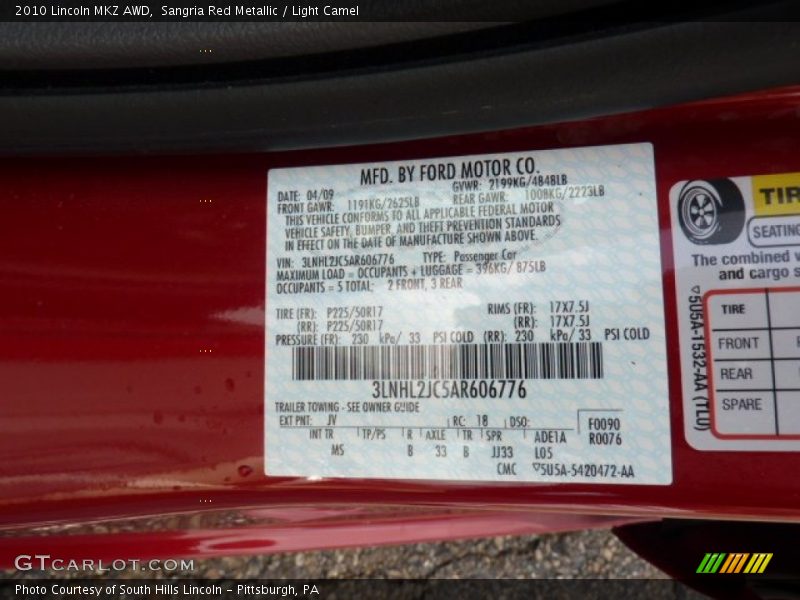 2010 Lincoln MKZ AWD,  Sangria Red Metallic / Light Camel
MFD. BY FORD MOTOR CO.
DATE: 04/09 GVWR: 2199KG/4848LB
FRONT GAWR: 1191KG/2625LB REAR GAWR: 1008KG/2223LB
THIS VEHICLE CONFORMS TO ALL APPLICABLE FEDERAL MOTOR
VEHICLE SAFETY, BUMPER, AND THEFT PREVENTION STANDARDS
IN EFFECT ON THE DATE OF MANUFACTURE SHOWN ABOVE.
VIN: 3LNHL2JC5AR606776 TYPE: Passenger Car
MAXIMUM LOAD = OCCUPANTS + LUGGAGE = 396KG/ 875LB
OCCUPANTS = 5 TOTAL: 2 FRONT, 3 REAR
TIRE (FR): P225/50R17 RIMS (FR): 17X7.5J
(RR): P225/50R17 (RR): 17X7.5J
PRESSURE (FR): 230 kPa/ 33 PSI COLD (RR): 230 kPa/ 33 PSI COLD
3LNHL2JC5AR606776
TRAILER TOWING - SEE OWNER GUIDE
EXT PNT: JV RC: 18 DSO: F0090
INT TR TP/PS R AXLE TR SPR ADE1A R0076
MS B 33 B JJ33 L05
CMC 5U5A-5420472-AA
TIR
SEATING
The combined w
and cargo s
TIRE
FRONT
REAR
SPARE
5U5A-1532-AA (TL0)
GTCARLOT.COM
Photo Courtesy of South Hills Lincoln – Pittsburgh, PA